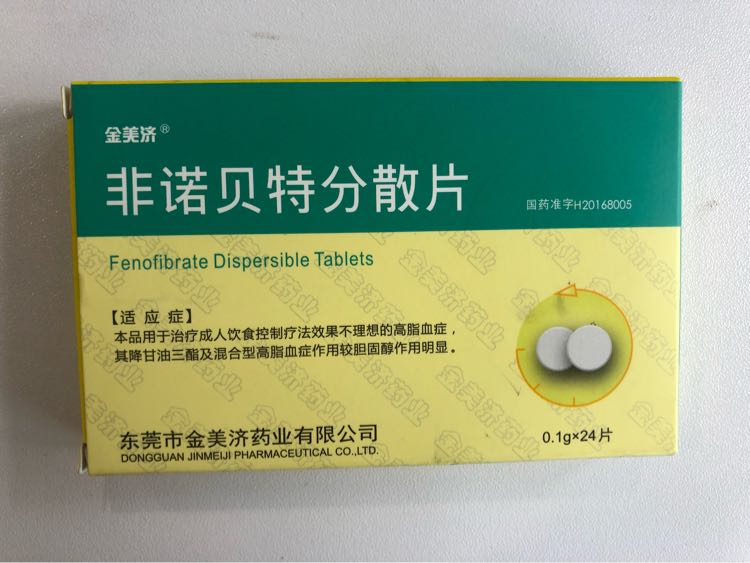 金美济®
非诺贝特分散片
国药准字H20168005
Fenofibrate Dispersible Tablets
【适应症】
本品用于治疗成人饮食控制疗法效果不理想的高脂血症，
其降甘油三酯及混合型高脂血症作用较胆固醇作用明显。
东莞市金美济药业有限公司
DONGGUAN JINMEIJI PHARMACEUTICAL CO.,LTD.
0.1g×24片
金美济药业